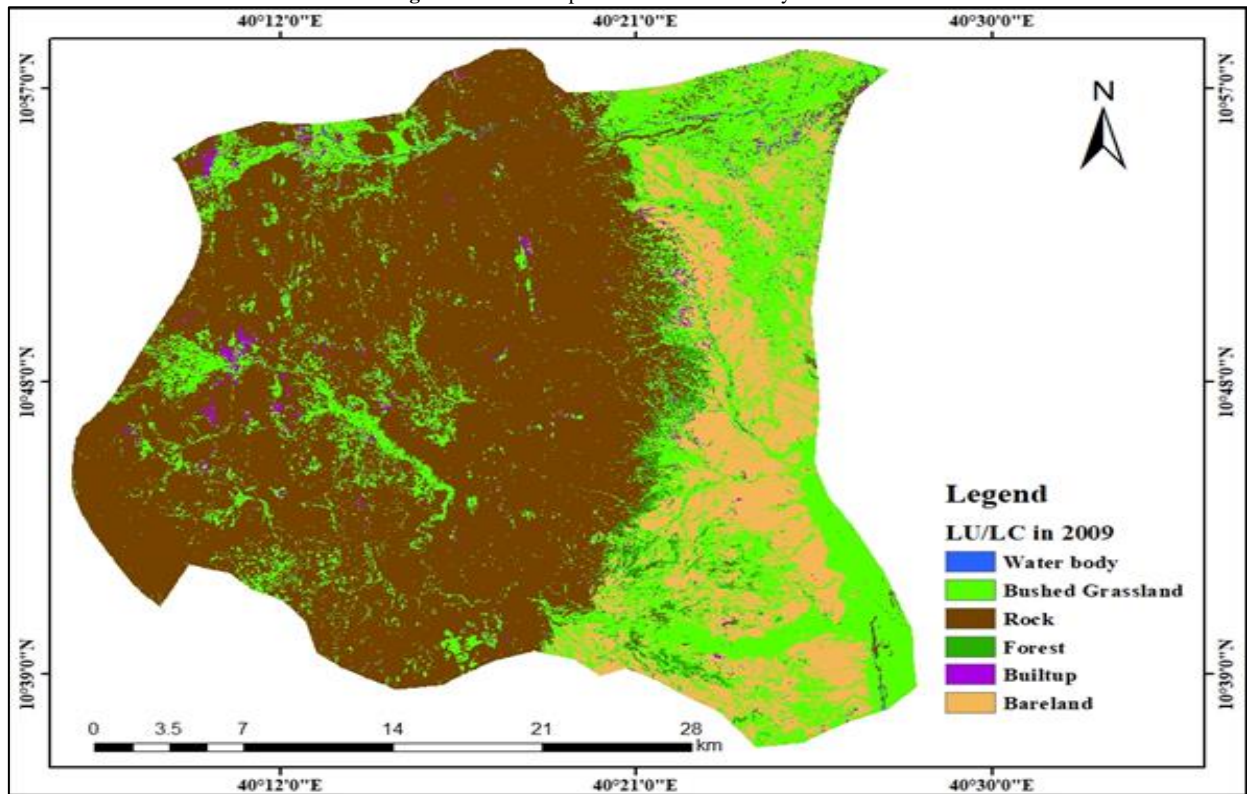 40°12'0"E 40°21'0"E 40°30'0"E
10°57'0"N 10°57'0"N
N
10°48'0"N 10°48'0"N
Legend
LU/LC in 2009
Water body
Bushed Grassland
Rock
Forest
Builtup
Bareland
10°39'0"N 10°39'0"N
0 3.5 7 14 21 28
km
40°12'0"E 40°21'0"E 40°30'0"E